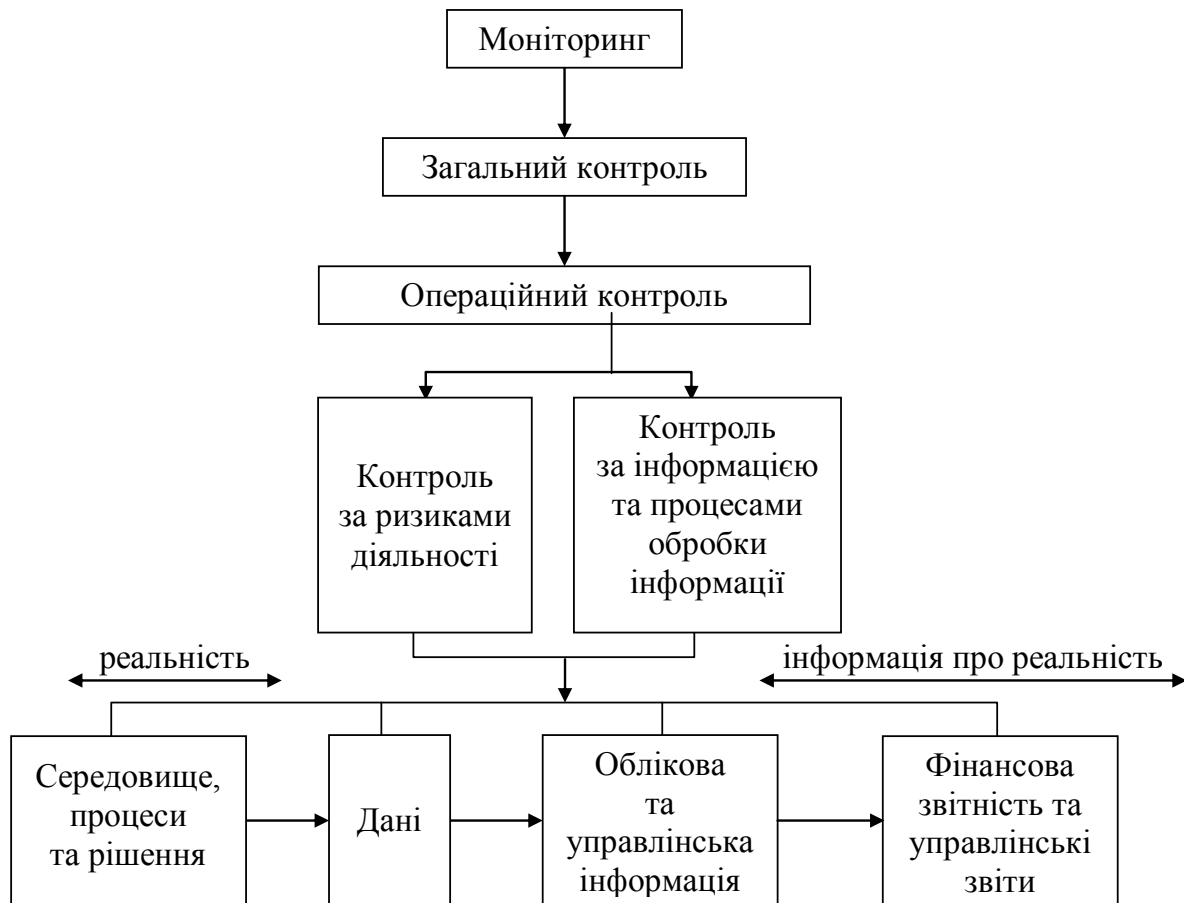 Моніторинг
Загальний контроль
Операційний контроль
Контроль
за ризиками
діяльності
Контроль
за інформацією
та процесами
обробки
інформації
реальність
інформація про реальність
Середовище,
процеси
та рішення
Дані
Облікова
та
управлінська
інформація
Фінансова
звітність та
управлінські
звіти